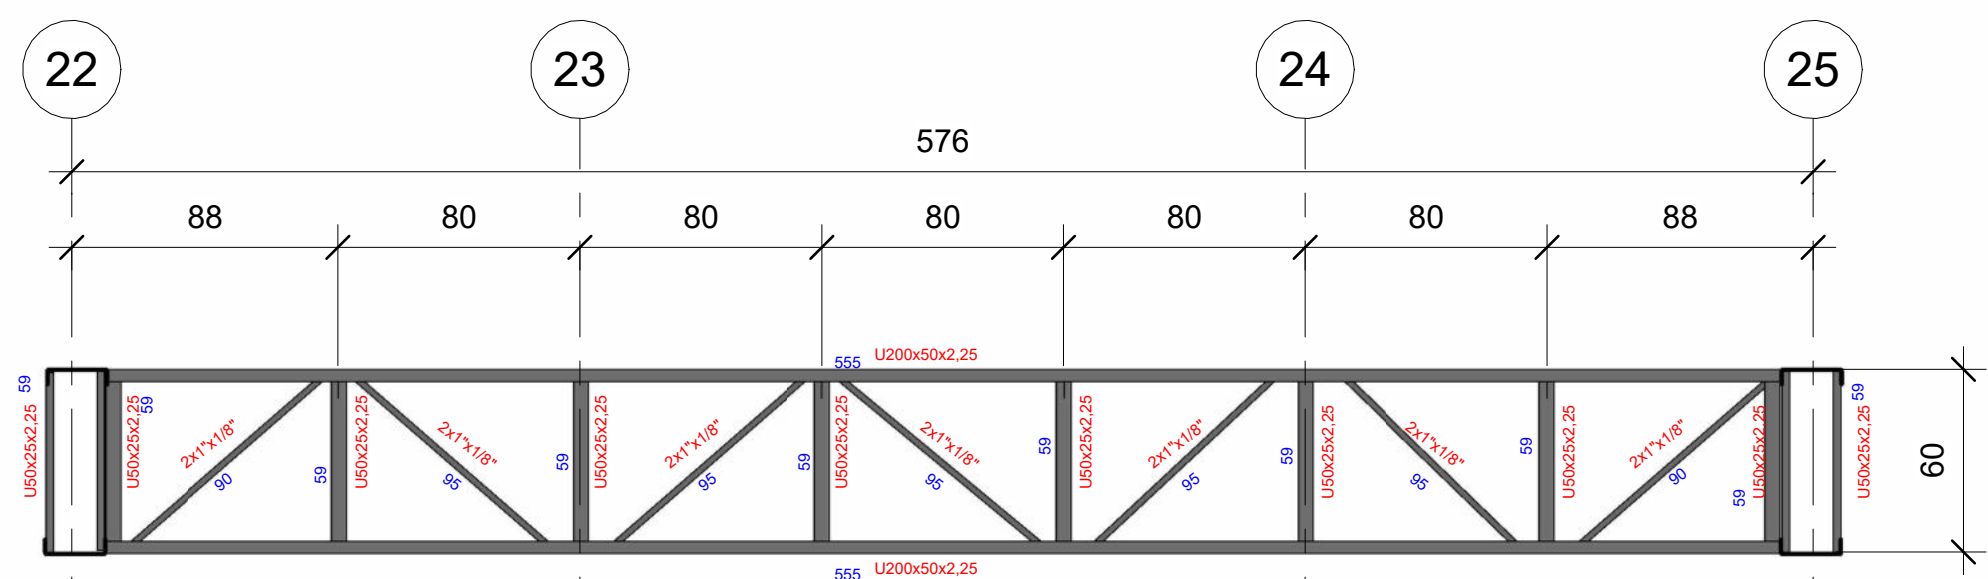 22 23 24 25
576
88 80 80 80 80 80 88
555 U200x50x2,25
59 U50x25x2,25
U50x25x2,25 59
2x1"x1/8" 90
59 U50x25x2,25
2x1"x1/8" 95
59 U50x25x2,25
2x1"x1/8" 95
59 U50x25x2,25
2x1"x1/8" 95
59 U50x25x2,25
2x1"x1/8" 95
59 U50x25x2,25
2x1"x1/8" 95
59 U50x25x2,25
2x1"x1/8" 90
59 U50x25x2,25
59 U50x25x2,25
60
555 U200x50x2,25